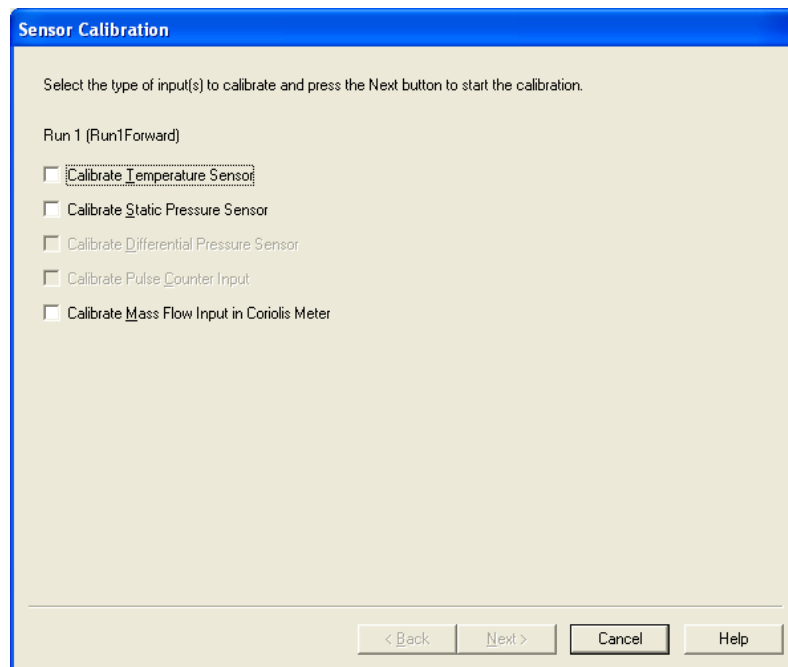 Sensor Calibration
Select the type of input(s) to calibrate and press the Next button to start the calibration.
Run 1 (Run1Forward)
Calibrate Temperature Sensor
Calibrate Static Pressure Sensor
Calibrate Differential Pressure Sensor
Calibrate Pulse Counter Input
Calibrate Mass Flow Input in Coriolis Meter
< Back Next > Cancel Help